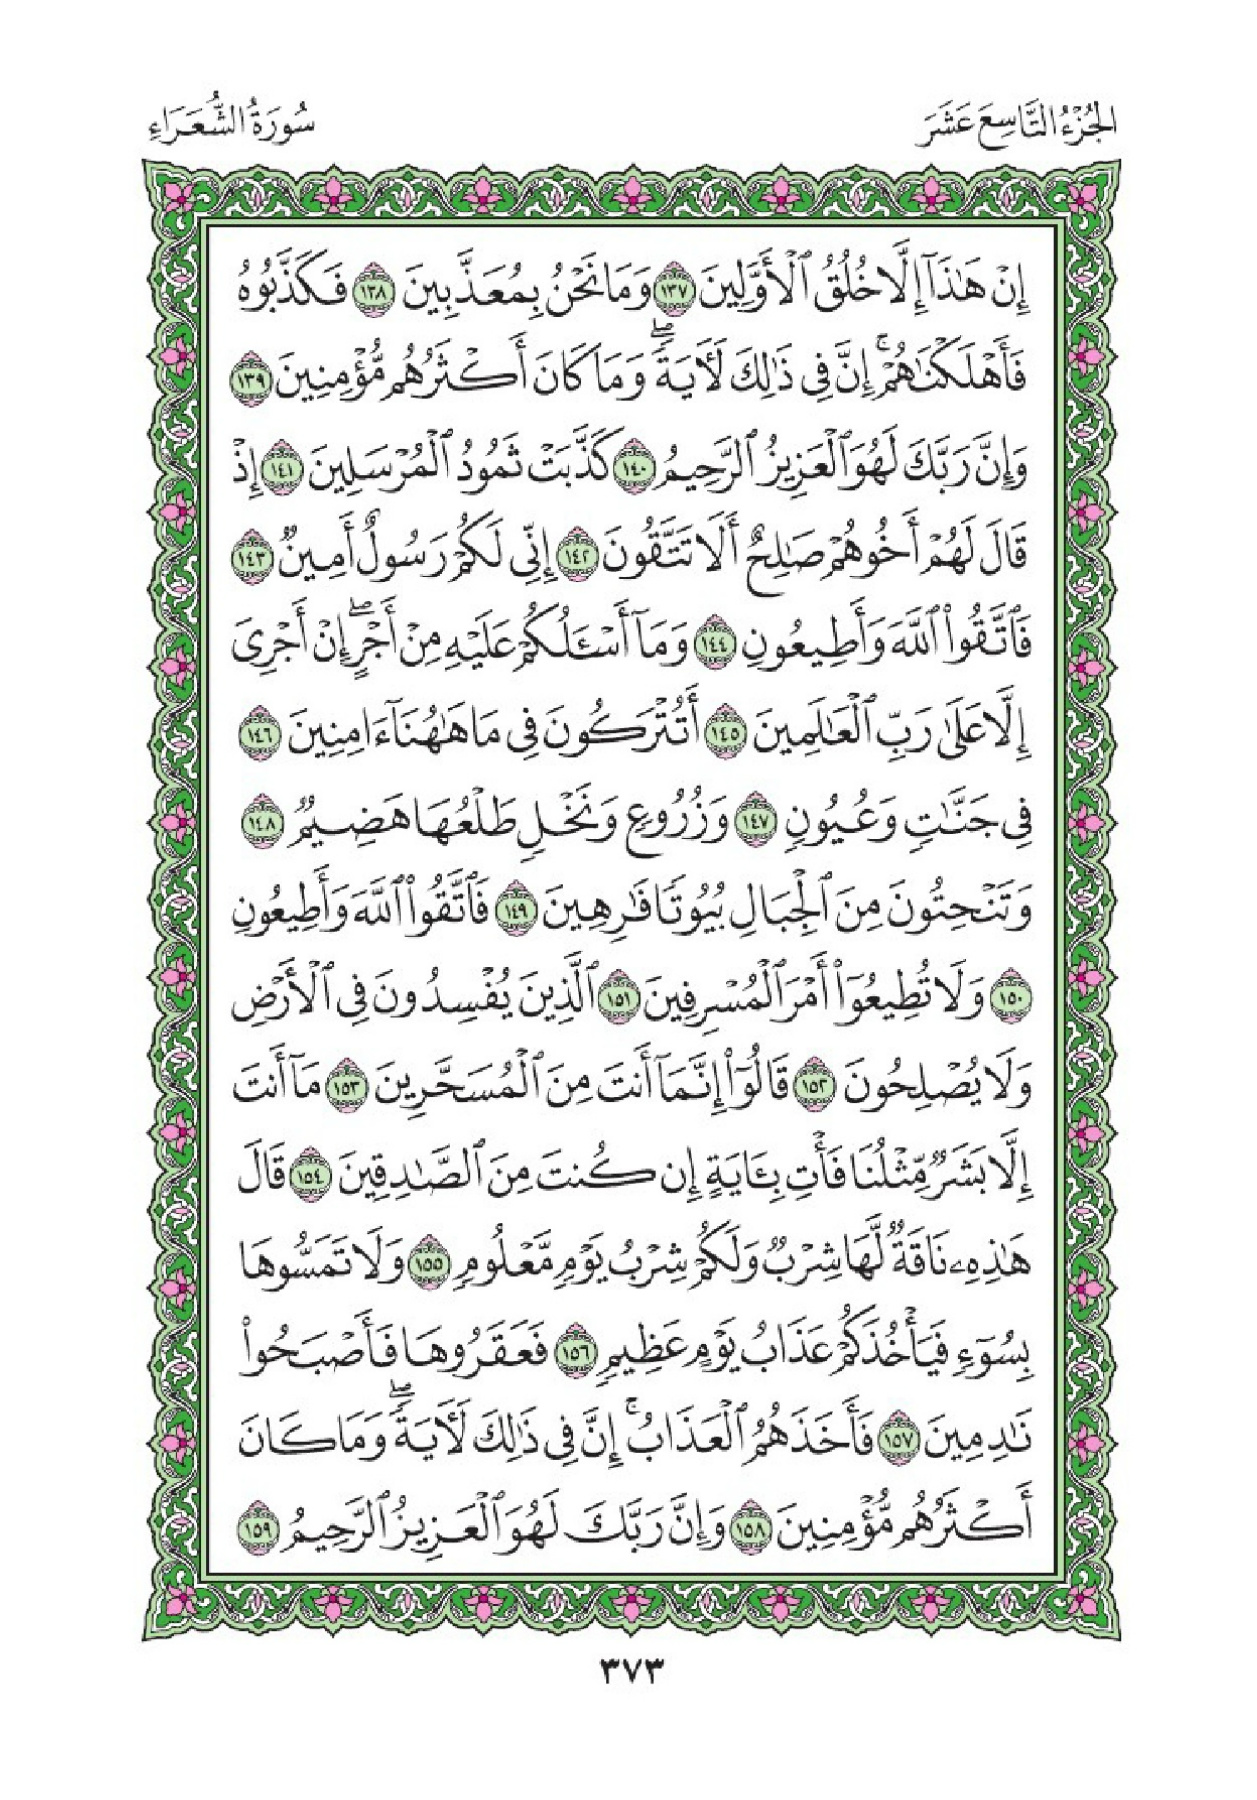 الجُزْءُ التَّاسِعَ عَشَرَ
سُورَةُ الشُّعَرَاءِ
إِنْ هَٰذَآ إِلَّا خُلُقُ ٱلْأَوَّلِينَ ١٣٧ وَمَا نَحْنُ بِمُعَذَّبِينَ ١٣٨ فَكَذَّبُوهُ
فَأَهْلَكْنَٰهُمْۚ إِنَّ فِى ذَٰلِكَ لَأٓيَةًۖ وَمَا كَانَ أَكْثَرُهُم مُّؤْمِنِينَ ١٣٩
وَإِنَّ رَبَّكَ لَهُوَ ٱلْعَزِيزُ ٱلرَّحِيمُ ١٤٠ كَذَّبَتْ ثَمُودُ ٱلْمُرْسَلِينَ ١٤١ إِذْ
قَالَ لَهُمْ أَخُوهُمْ صَٰلِحٌ أَلَا تَتَّقُونَ ١٤٢ إِنِّى لَكُمْ رَسُولٌ أَمِينٌ ١٤٣
فَٱتَّقُوا۟ ٱللَّهَ وَأَطِيعُونِ ١٤٤ وَمَآ أَسْـَٔلُكُمْ عَلَيْهِ مِنْ أَجْرٍۖ إِنْ أَجْرِىَ
إِلَّا عَلَىٰ رَبِّ ٱلْعَٰلَمِينَ ١٤٥ أَتُتْرَكُونَ فِى مَا هَٰهُنَآ ءَامِنِينَ ١٤٦
فِى جَنَّٰتٍ وَعُيُونٍ ١٤٧ وَزُرُوعٍ وَنَخْلٍ طَلْعُهَا هَضِيمٌ ١٤٨
وَتَنْحِتُونَ مِنَ ٱلْجِبَالِ بُيُوتًا فَٰرِهِينَ ١٤٩ فَٱتَّقُوا۟ ٱللَّهَ وَأَطِيعُونِ
١٥٠ وَلَا تُطِيعُوٓا۟ أَمْرَ ٱلْمُسْرِفِينَ ١٥١ ٱلَّذِينَ يُفْسِدُونَ فِى ٱلْأَرْضِ
وَلَا يُصْلِحُونَ ١٥٢ قَالُوٓا۟ إِنَّمَآ أَنتَ مِنَ ٱلْمُسَحَّرِينَ ١٥٣ مَآ أَنتَ
إِلَّا بَشَرٌ مِّثْلُنَا فَأْتِ بِـَٔايَةٍ إِن كُنتَ مِنَ ٱلصَّٰدِقِينَ ١٥٤ قَالَ
هَٰذِهِۦ نَاقَةٌ لَّهَا شِرْبٌ وَلَكُمْ شِرْبُ يَوْمٍ مَّعْلُومٍ ١٥٥ وَلَا تَمَسُّوهَا
بِسُوٓءٍ فَيَأْخُذَكُمْ عَذَابُ يَوْمٍ عَظِيمٍ ١٥٦ فَعَقَرُوهَا فَأَصْبَحُوا۟
نَٰدِمِينَ ١٥٧ فَأَخَذَهُمُ ٱلْعَذَابُۚ إِنَّ فِى ذَٰلِكَ لَأٓيَةًۖ وَمَا كَانَ
أَكْثَرُهُم مُّؤْمِنِينَ ١٥٨ وَإِنَّ رَبَّكَ لَهُوَ ٱلْعَزِيزُ ٱلرَّحِيمُ ١٥٩
٣٧٣